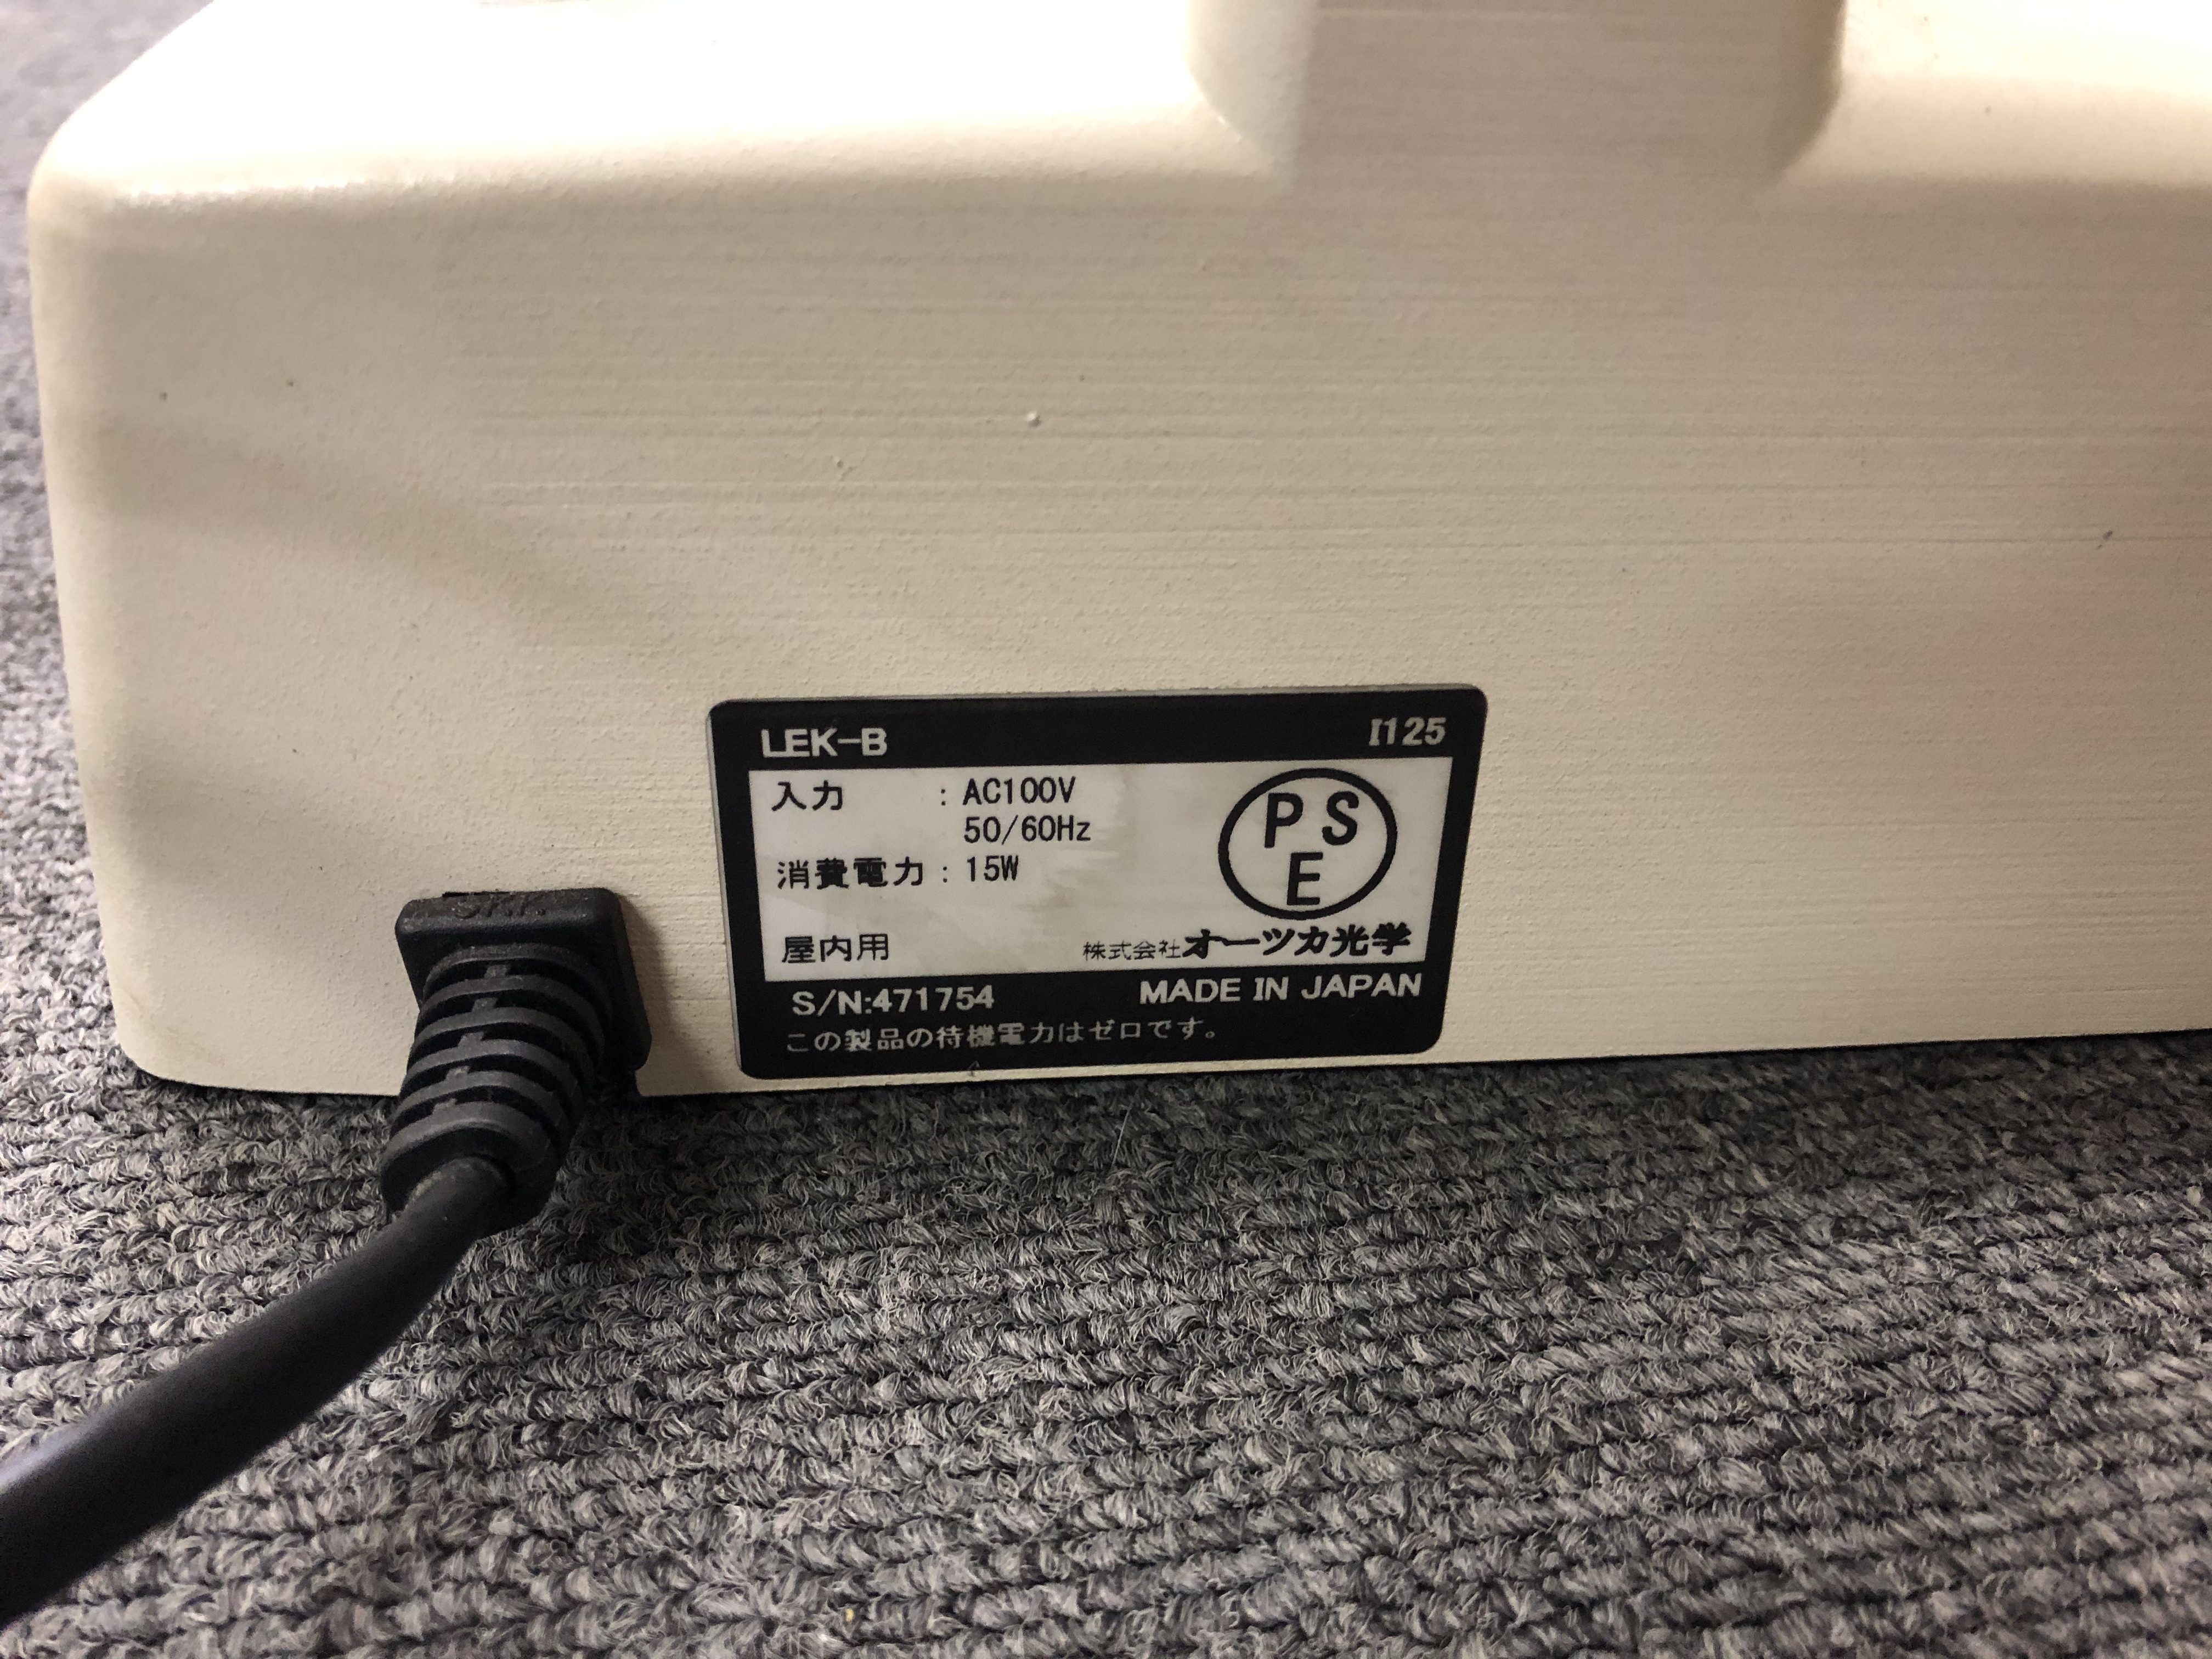 LEK-B I125
入力 : AC100V
50/60Hz
消費電力 : 15W
PSE
屋内用 株式会社オーツカ光学
S/N:471754 MADE IN JAPAN
この製品の待機電力はゼロです。